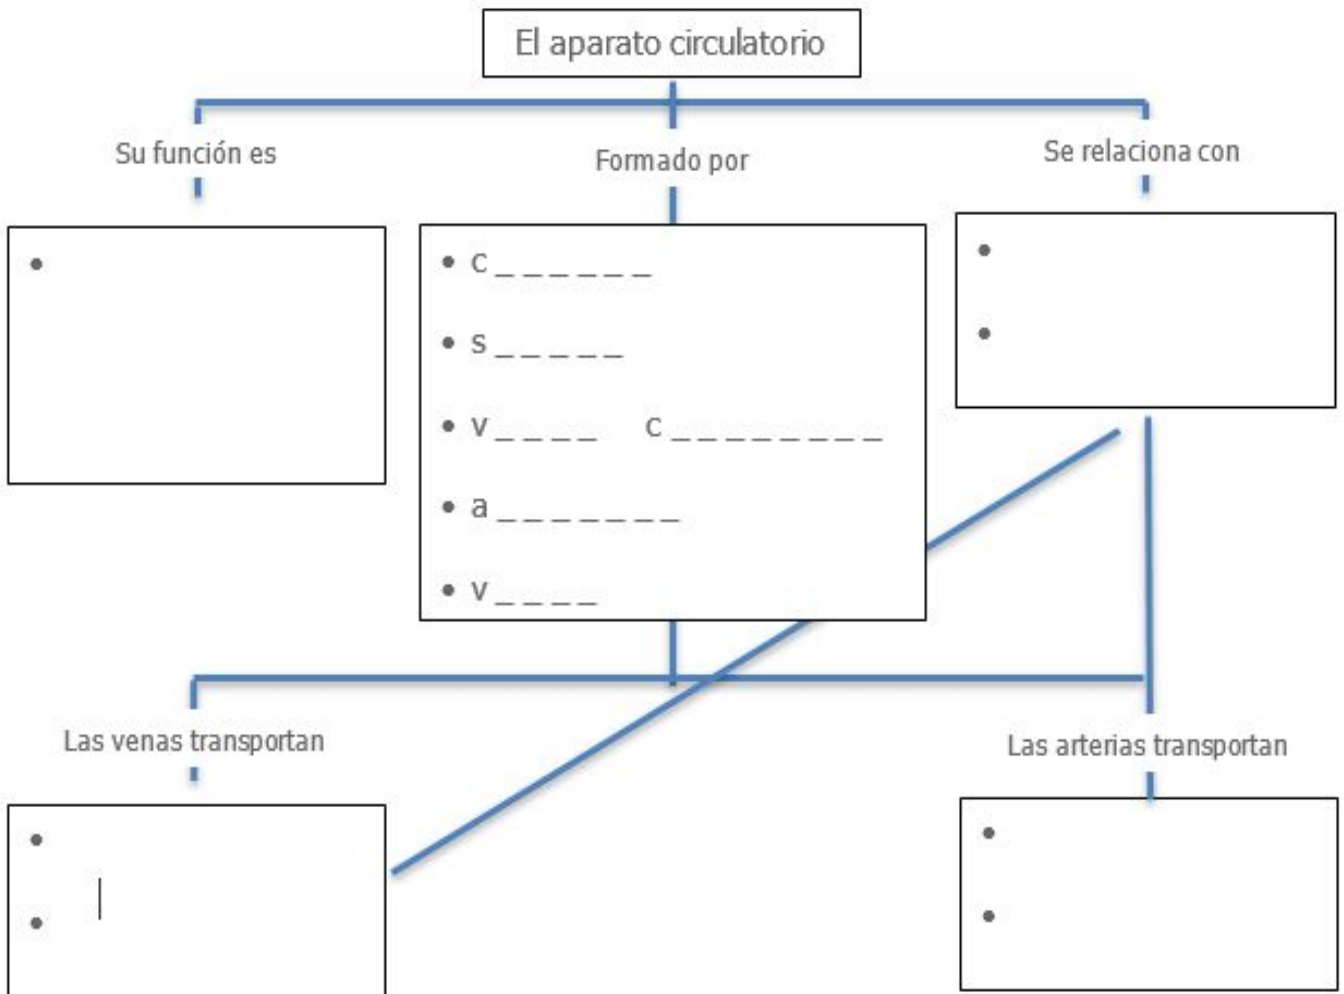 El aparato circulatorio
Su función es
Formado por
Se relaciona con
•
• c _ _ _ _ _ _
• s _ _ _ _ _
• v _ _ _ _ c _ _ _ _ _ _ _ _
• a _ _ _ _ _ _ _
• v _ _ _ _
•
•
Las venas transportan
Las arterias transportan
•
•
•
•